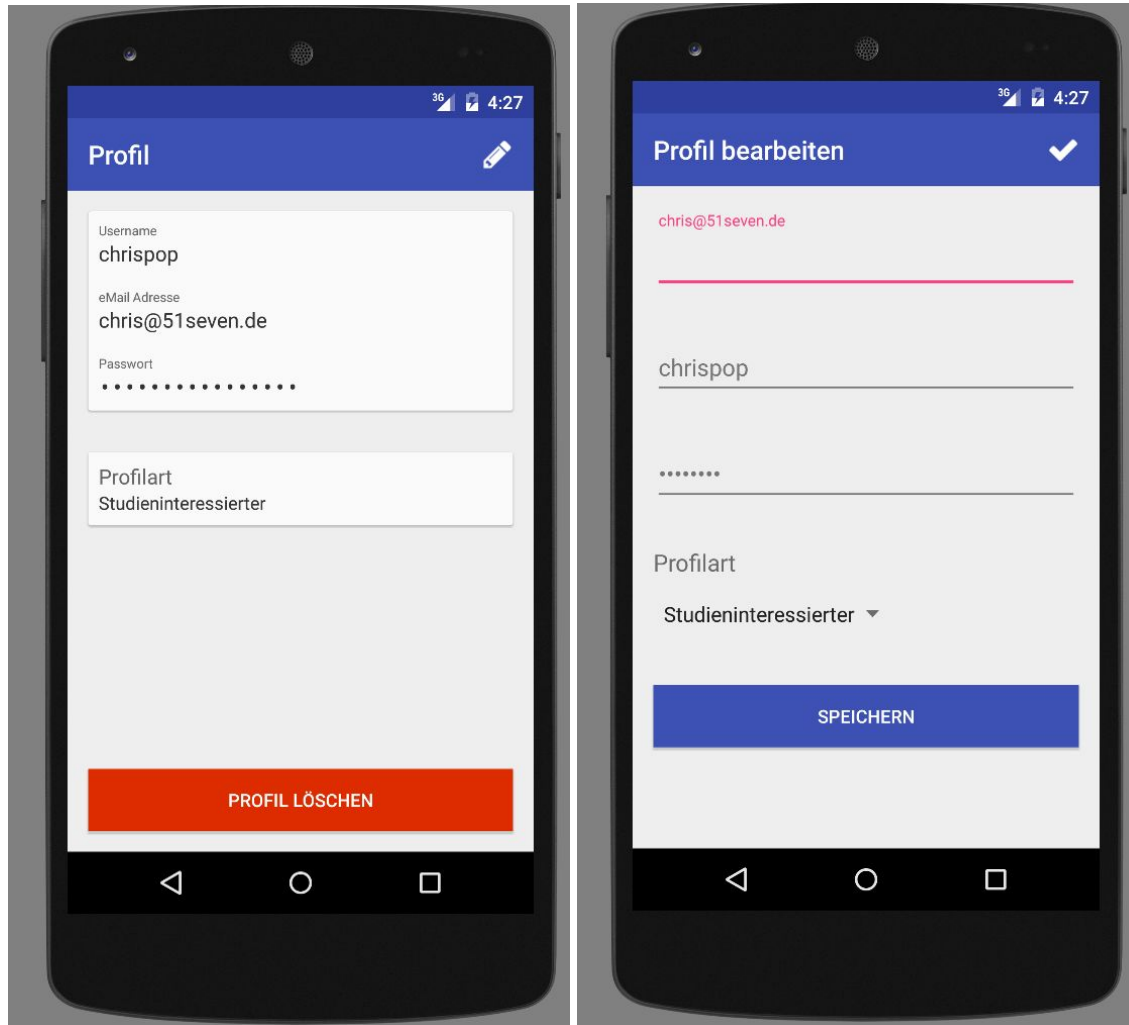 3G 4:27
Profil
Username
chrispop
eMail Adresse
chris@51seven.de
Passwort
••••••••••••••••
Profilart
Studieninteressierter
PROFIL LÖSCHEN
3G 4:27
Profil bearbeiten
chris@51seven.de
chrispop
••••••••
Profilart
Studieninteressierter
SPEICHERN